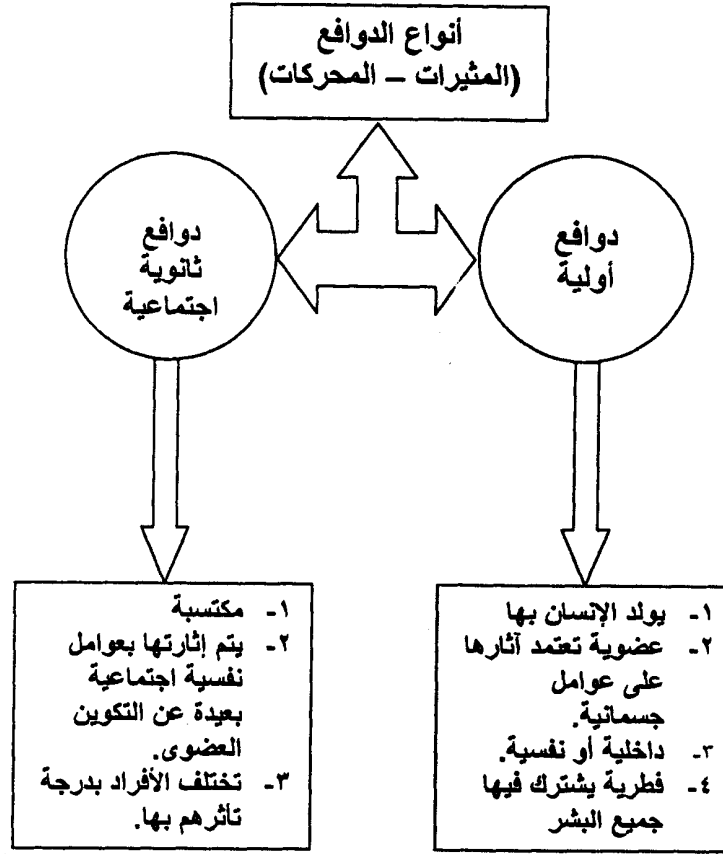 أنواع الدوافع
(المثيرات – المحركات)
دوافع
أولية
دوافع
ثانوية
اجتماعية
١- يولد الإنسان بها
٢- عضوية تعتمد آثارها
على عوامل
جسمانية.
٣- داخلية أو نفسية.
٤- فطرية يشترك فيها
جميع البشر
١- مكتسبة
٢- يتم إثارتها بعوامل
نفسية اجتماعية
بعيدة عن التكوين
العضوى.
٣- تختلف الأفراد بدرجة
تأثرهم بها.